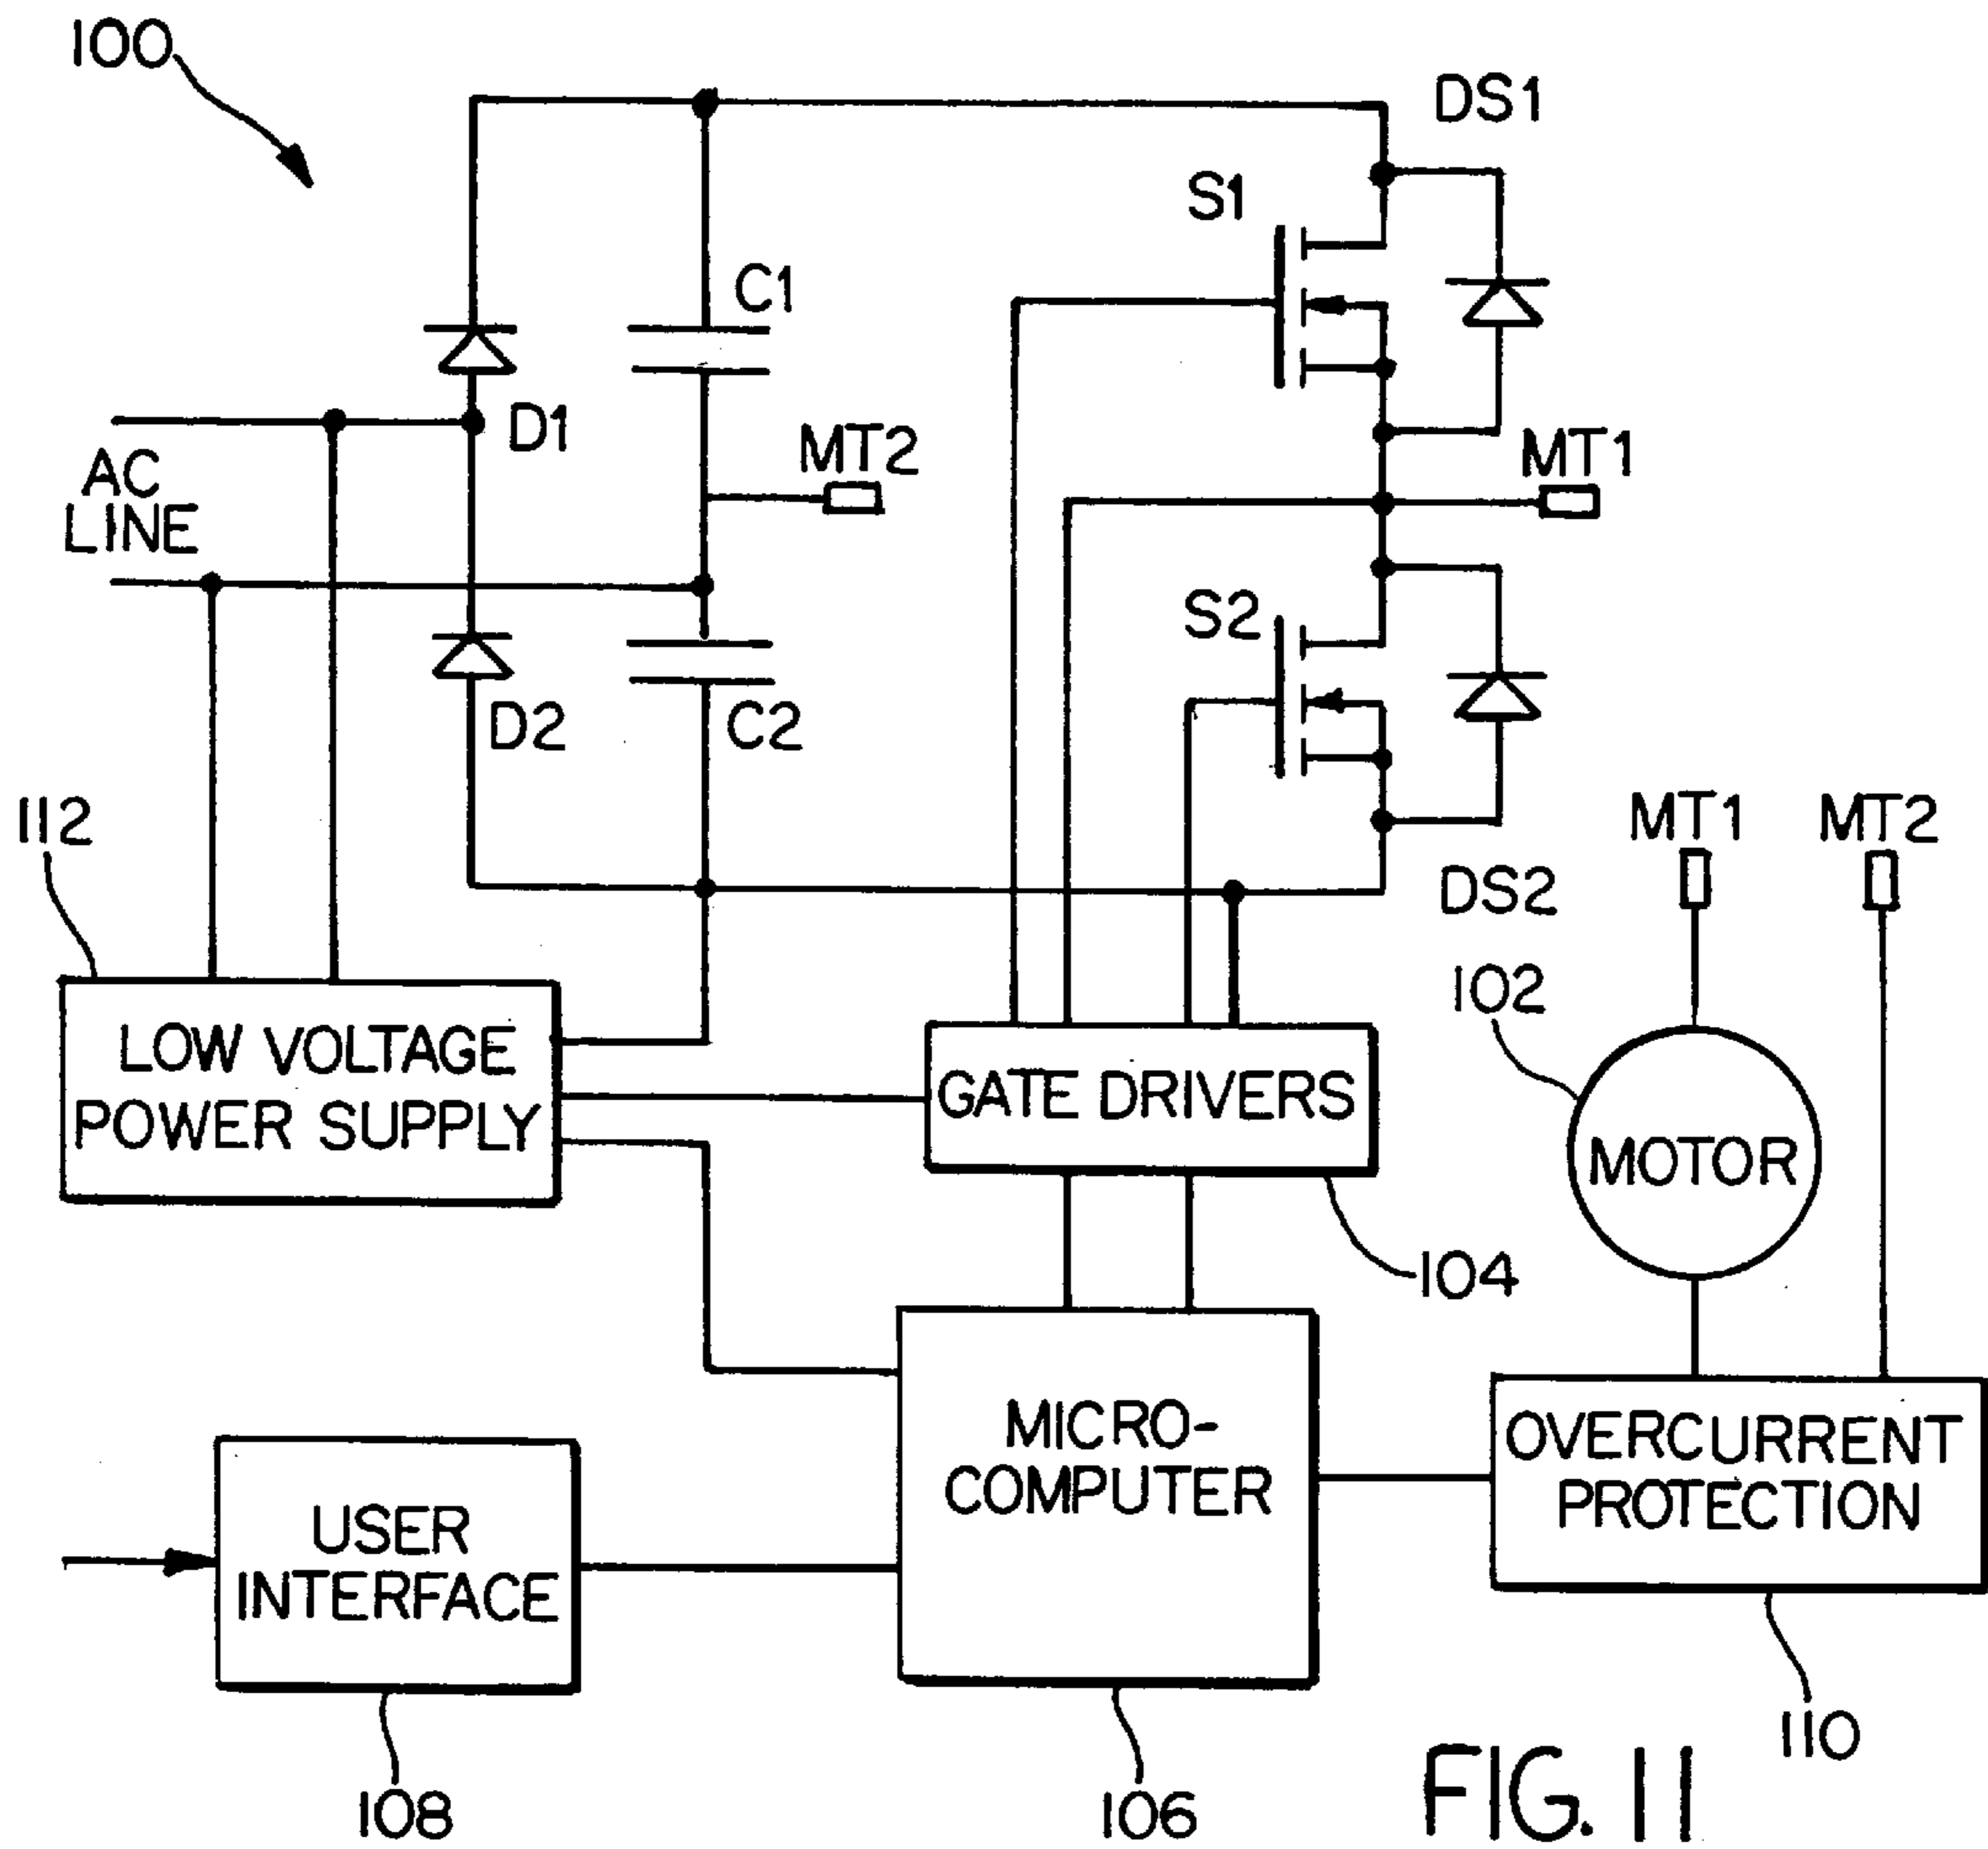 100
DS1
S1
C1
D1
MT2
MT1
AC
LINE
S2
D2
C2
112
MT1
MT2
DS2
102
LOW VOLTAGE
POWER SUPPLY
GATE DRIVERS
MOTOR
104
MICRO-
COMPUTER
OVERCURRENT
PROTECTION
USER
INTERFACE
110
108
106
FIG. 11